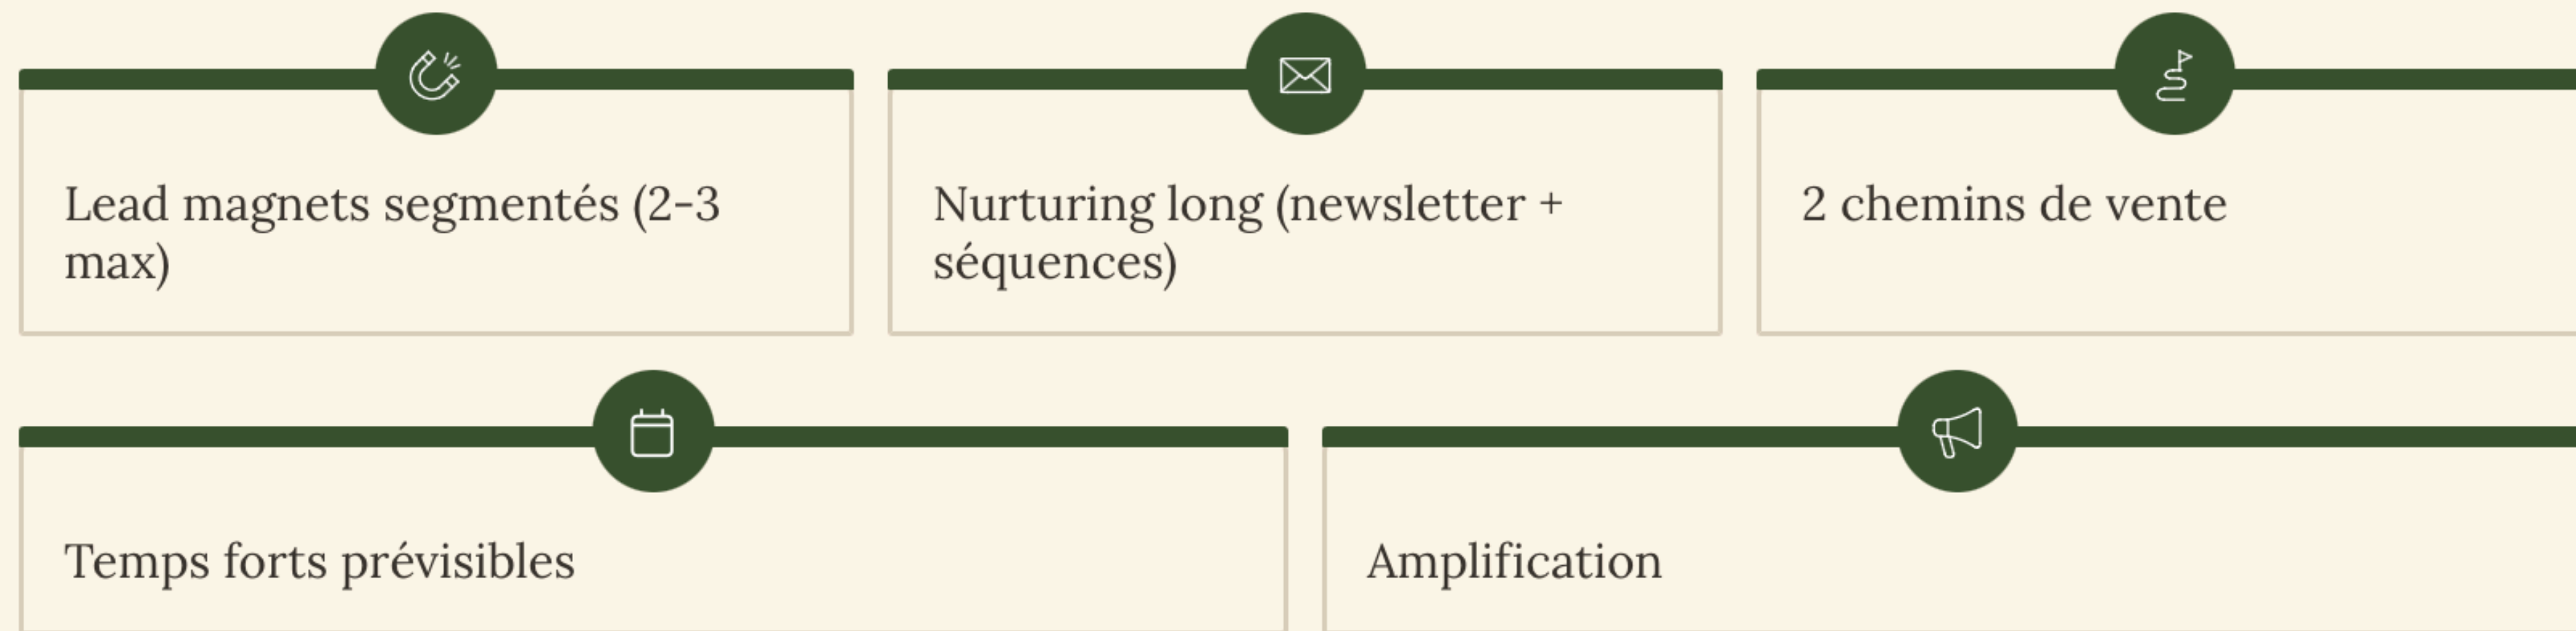 Lead magnets segmentés (2-3
max)
Nurturing long (newsletter +
séquences)
2 chemins de vente
Temps forts prévisibles
Amplification